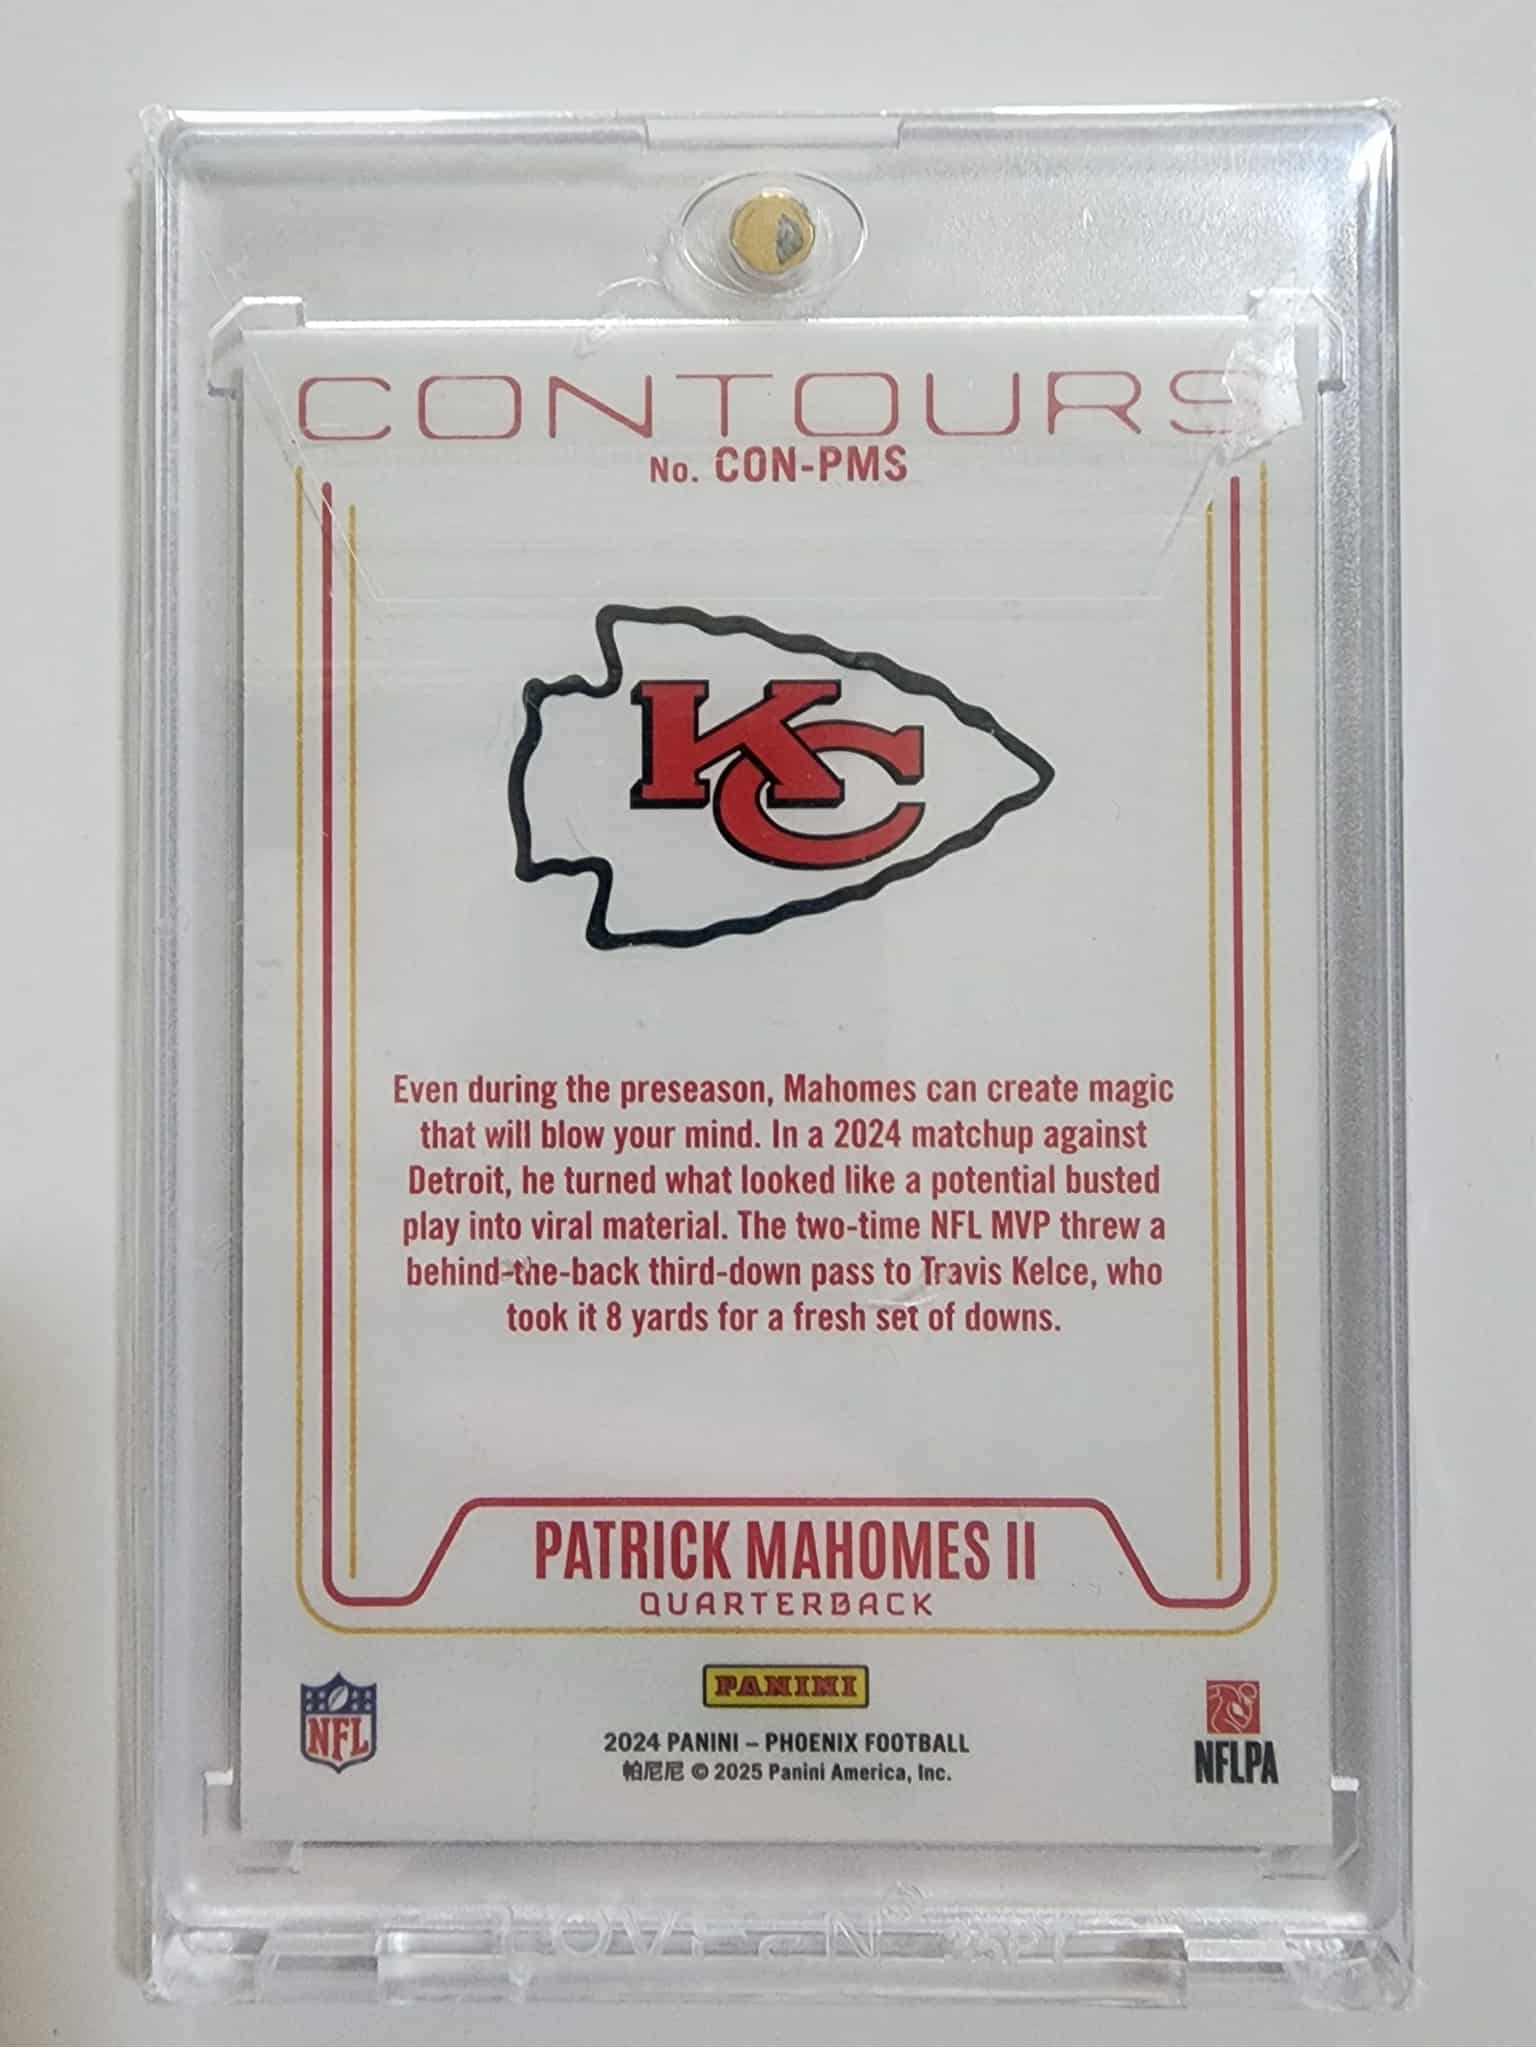 CONTOURS
No. CON-PMS
KC
Even during the preseason, Mahomes can create magic
that will blow your mind. In a 2024 matchup against
Detroit, he turned what looked like a potential busted
play into viral material. The two-time NFL MVP threw a
behind-the-back third-down pass to Travis Kelce, who
took it 8 yards for a fresh set of downs.
PATRICK MAHOMES II
QUARTERBACK
NFL
PANINI
NFLPA
2024 PANINI – PHOENIX FOOTBALL
帕尼尼 © 2025 Panini America, Inc.